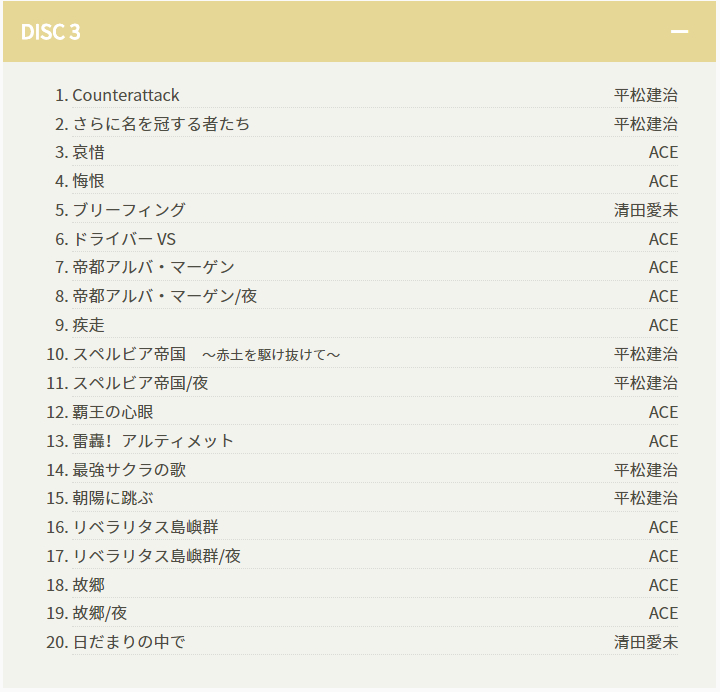 DISC 3
1. Counterattack 平松建治
2. さらに名を冠する者たち 平松建治
3. 哀惜 ACE
4. 悔恨 ACE
5. ブリーフィング 清田愛未
6. ドライバー VS ACE
7. 帝都アルバ・マーゲン ACE
8. 帝都アルバ・マーゲン/夜 ACE
9. 疾走 ACE
10. スペルビア帝国　～赤土を駆け抜けて～ 平松建治
11. スペルビア帝国/夜 平松建治
12. 覇王の心眼 ACE
13. 雷轟！アルティメット ACE
14. 最強サクラの歌 平松建治
15. 朝陽に跳ぶ 平松建治
16. リベラリタス島嶼群 ACE
17. リベラリタス島嶼群/夜 ACE
18. 故郷 ACE
19. 故郷/夜 ACE
20. 日だまりの中で 清田愛未